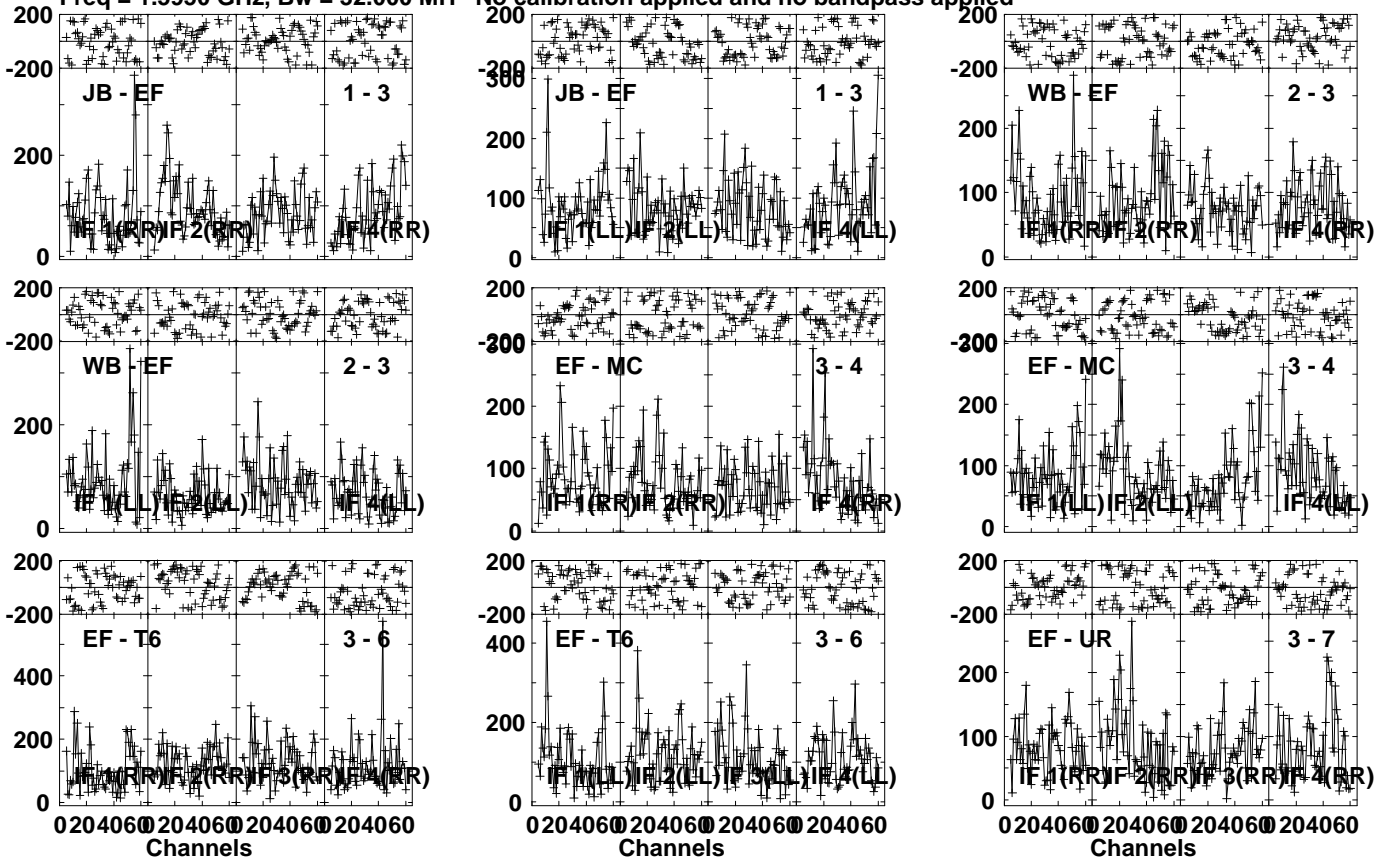 GHz, Bw = MH No calibration applied and no bandpass applied
200 200 200
-200 -200 -200
300
JB - EF 1 - 3 JB - EF 1 - 3 WB - EF 2 - 3
200 200 200
100 100
IF 1(RR) IF 2(RR) IF 4(RR) IF 1(LL) IF 2(LL) IF 4(LL) IF 1(RR) IF 2(RR) IF 4(RR)
0 0 0
200 200 200
-200 -200 -200
300 300
WB - EF 2 - 3 EF - MC 3 - 4 EF - MC 3 - 4
200 200 200
100 100
IF 1(LL) IF 2(LL) IF 4(LL) IF 1(RR) IF 2(RR) IF 4(RR) IF 1(LL) IF 2(LL) IF 4(LL)
0 0 0
200 200 200
-200 -200 -200
EF - T6 3 - 6 EF - T6 3 - 6 EF - UR 3 - 7
400 400 200
200 200 100
IF 1(RR) IF 2(RR) IF 3(RR) IF 4(RR) IF 1(LL) IF 2(LL) IF 3(LL) IF 4(LL) IF 1(RR) IF 2(RR) IF 3(RR) IF 4(RR)
0 0 0
0 20 40 60 0 20 40 60 0 20 40 60 0 20 40 60 0 20 40 60 0 20 40 60 0 20 40 60 0 20 40 60 0 20 40 60 0 20 40 60 0 20 40 60 0 20 40 60
Channels Channels Channels